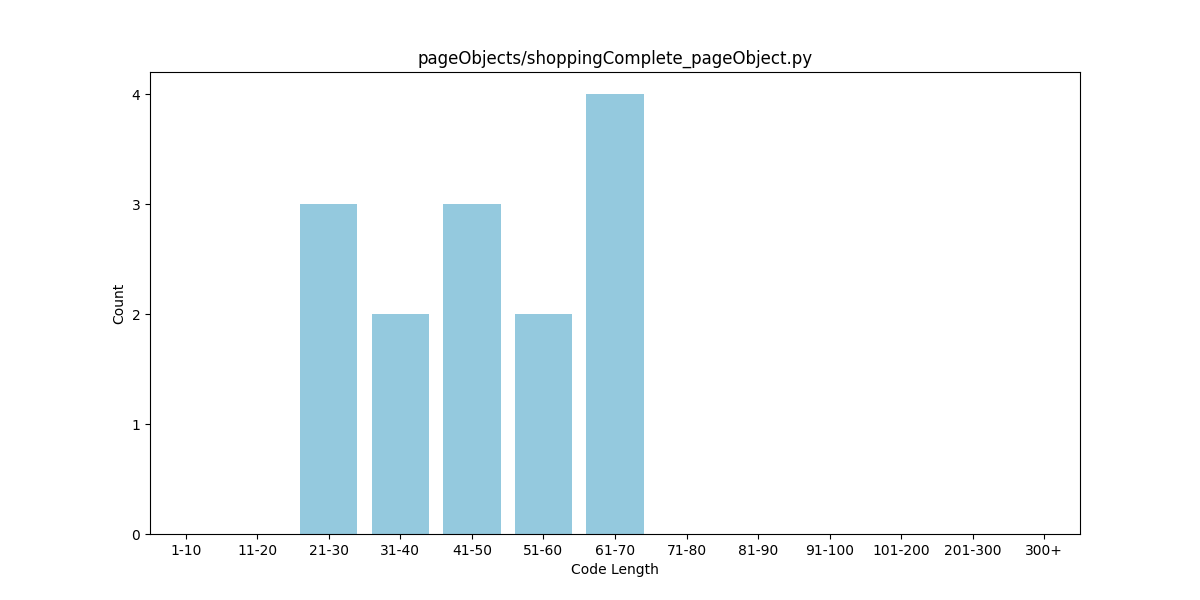 pageObjects/shoppingComplete_pageObject.py
4
3
2
1
0
Count
1-10 11-20 21-30 31-40 41-50 51-60 61-70 71-80 81-90 91-100 101-200 201-300 300+
Code Length